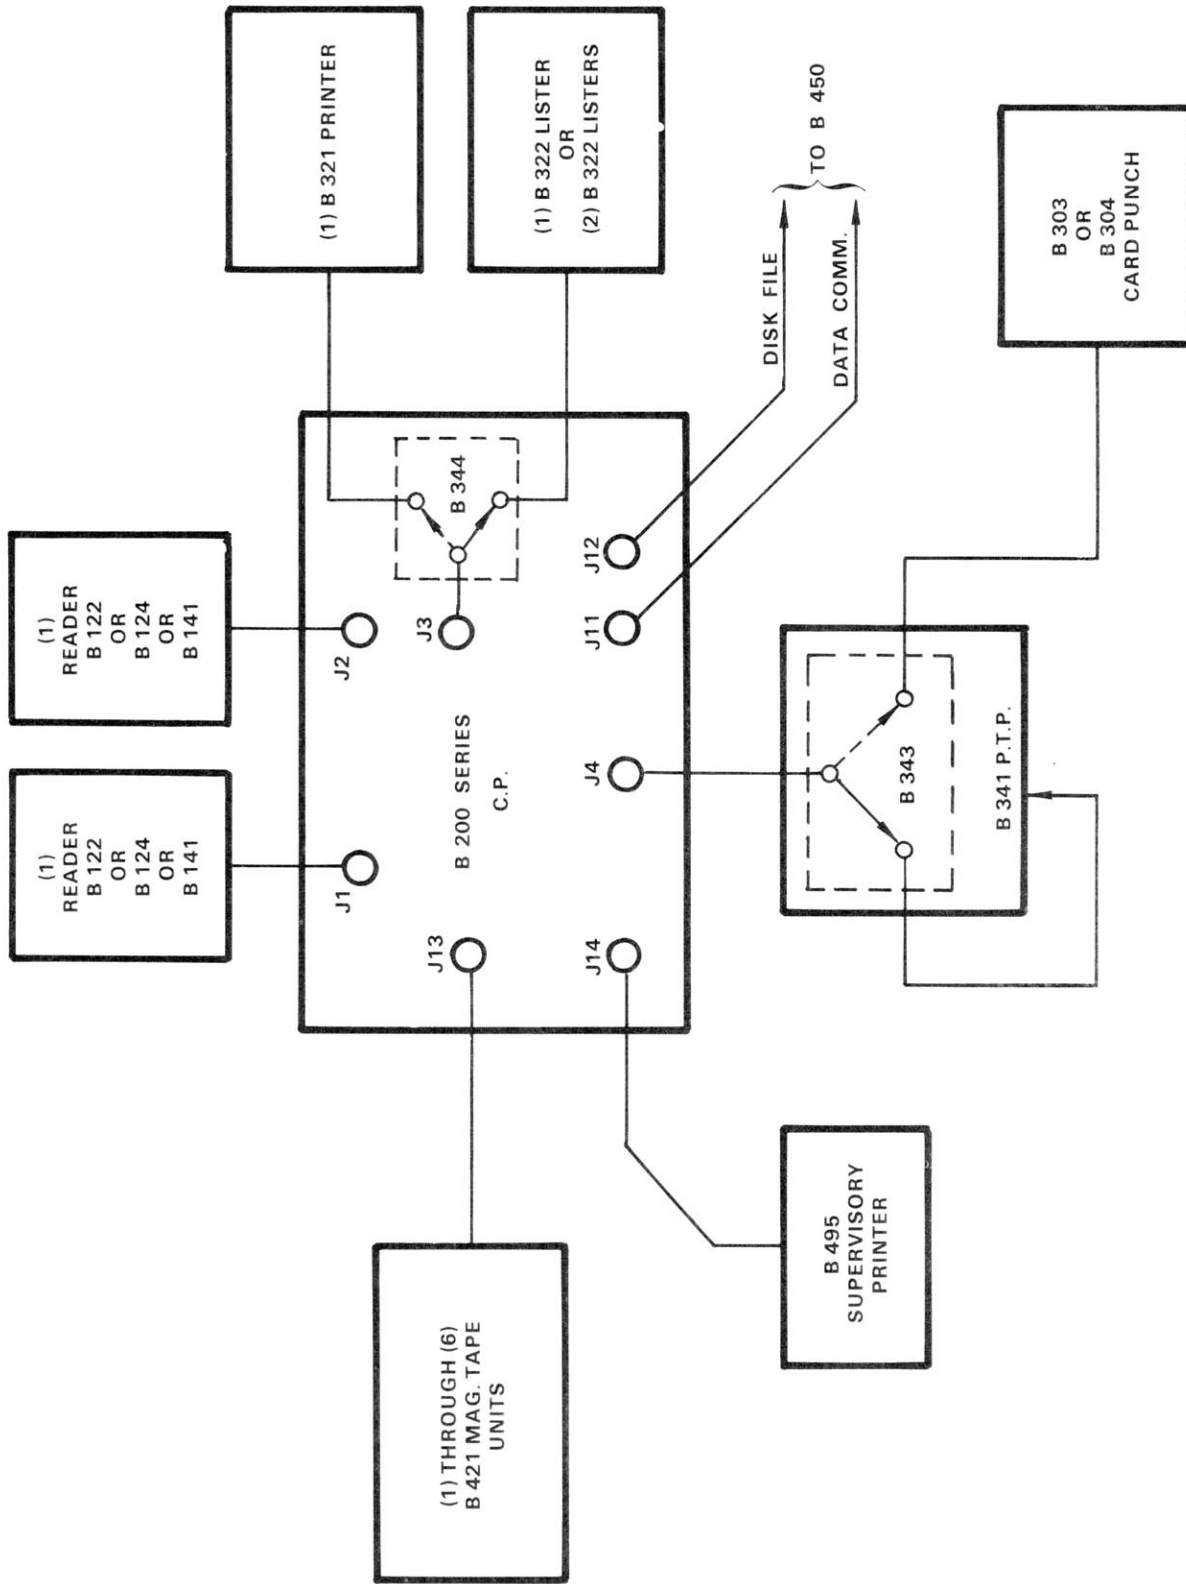 (1)
READER
B 122
OR
B 124
OR
B 141
(1)
READER
B 122
OR
B 124
OR
B 141
(1) B 321 PRINTER
(1) B 322 LISTER
OR
(2) B 322 LISTERS
J1
J2
J13
J3
B 344
B 200 SERIES
C.P.
J14
J4
J11
J12
DISK FILE
DATA COMM.
TO B 450
(1) THROUGH (6)
B 421 MAG. TAPE
UNITS
B 495
SUPERVISORY
PRINTER
B 343
B 341 P.T.P.
B 303
OR
B 304
CARD PUNCH